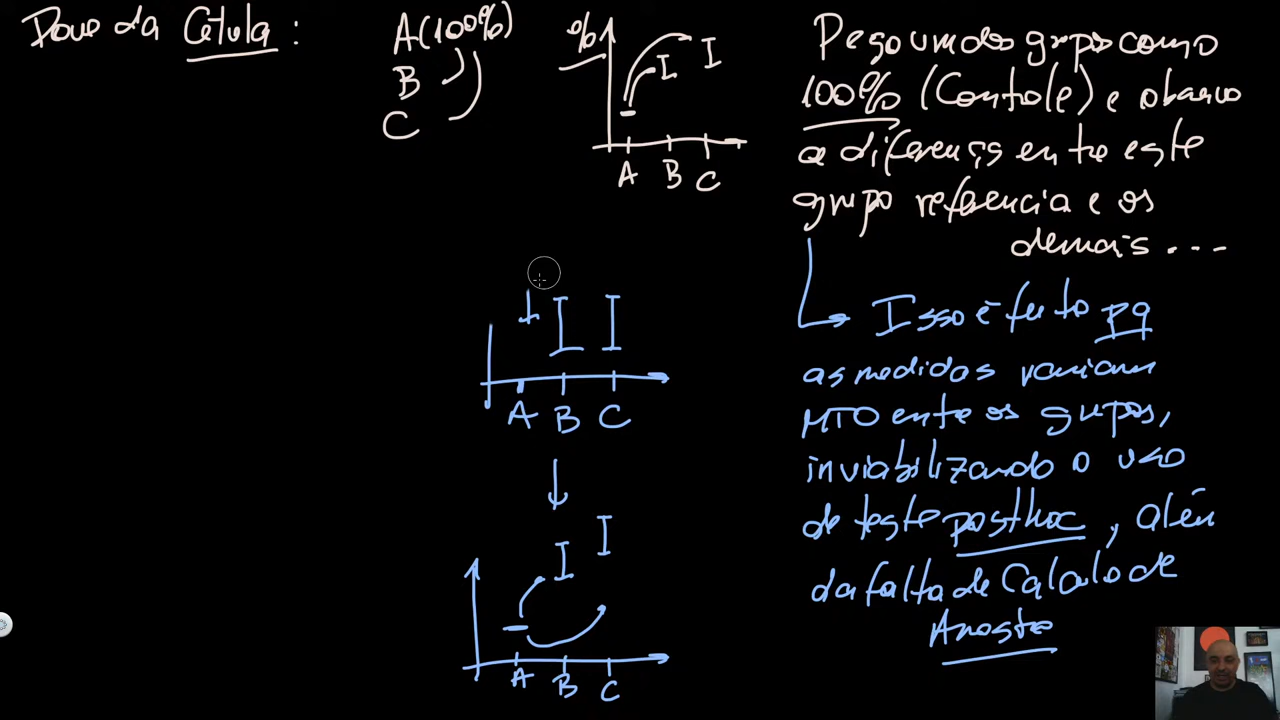 Povo da Célula :
A(100%)
B
C
%
A B C
Pego um dos grupos como
100% (Controle) e observo
a diferença entre este
grupo referência e os
demais ...
Isso é feito pq
as medidas variam
MTO entre os grupos,
inviabilizando o uso
de teste posthoc, além
da falta de Calculo de
Amostra
A B C
A B C